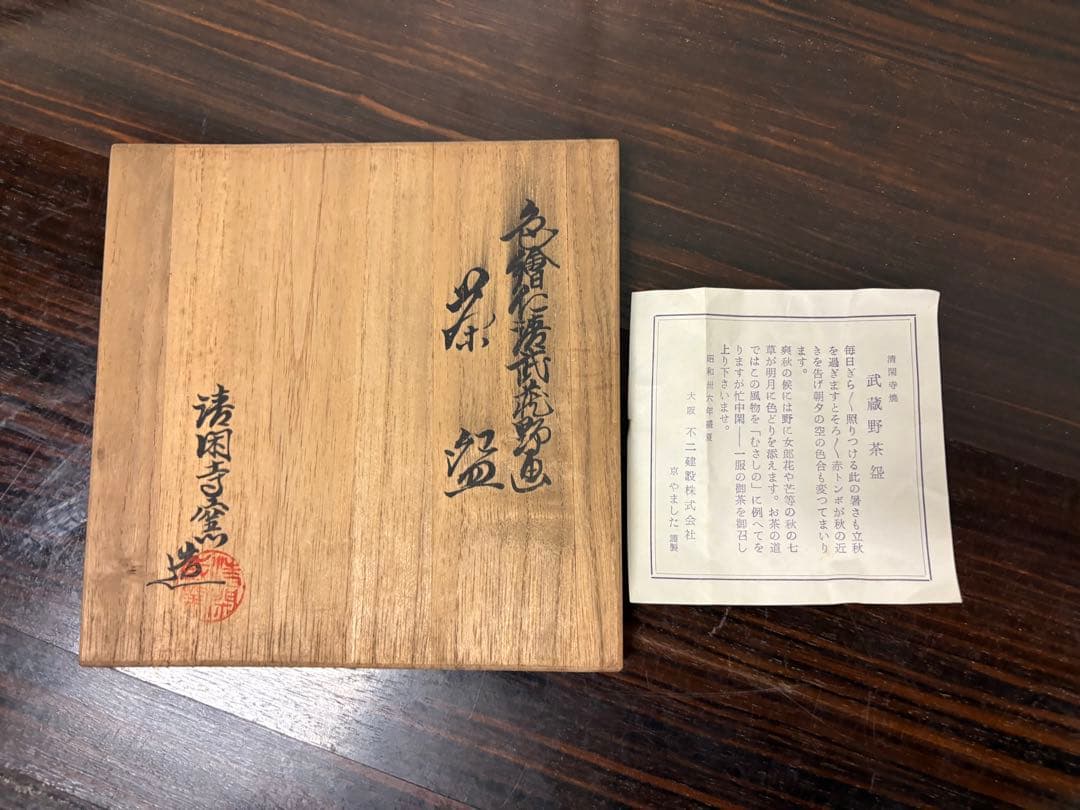 色繪仁清武蔵野画
茶盌
清閑寺窯
造
清閑寺燒
武蔵野茶盌
毎日ぎら〱照りつける此の暑さも立秋
を過ぎますとそろ〱赤トンボが秋の近
きを告げ朝夕の空の色合も変つてまいり
ます。
爽秋の候には野に女郎花や芒等の秋の七
草が明月に色どりを添えます。お茶の道
ではこの風物を「むさしの」に例へてを
りますが忙中閑――一服の御茶を御召し
上り下さいませ。
昭和卅六年盛夏
大阪 不二建設株式会社
京 やました 謹製